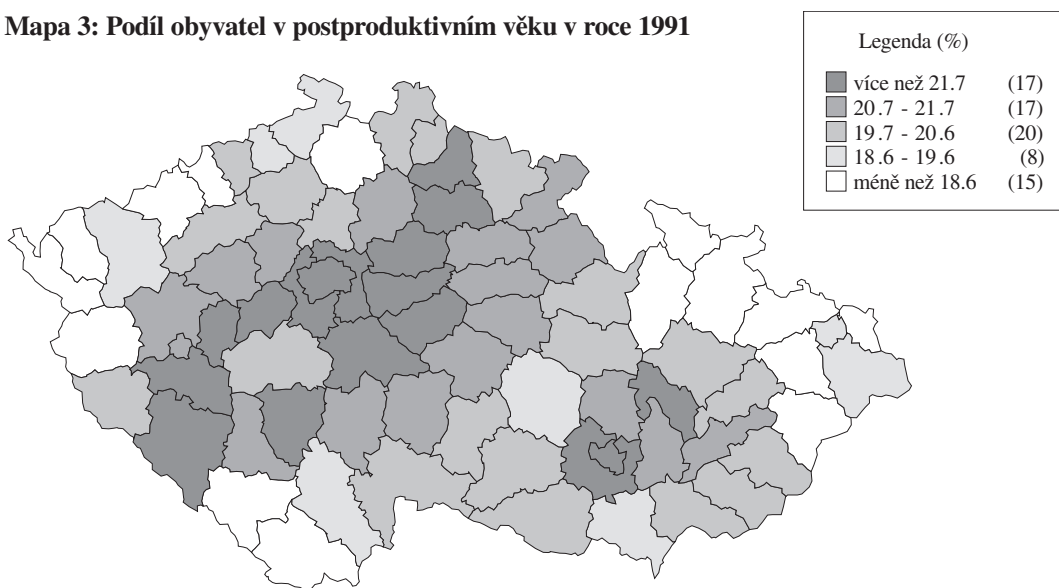 Mapa 3: Podíl obyvatel v postproduktivním věku v roce 1991
Legenda (%)
více než 21.7 (17)
20.7 - 21.7 (17)
19.7 - 20.6 (20)
18.6 - 19.6 (8)
méně než 18.6 (15)